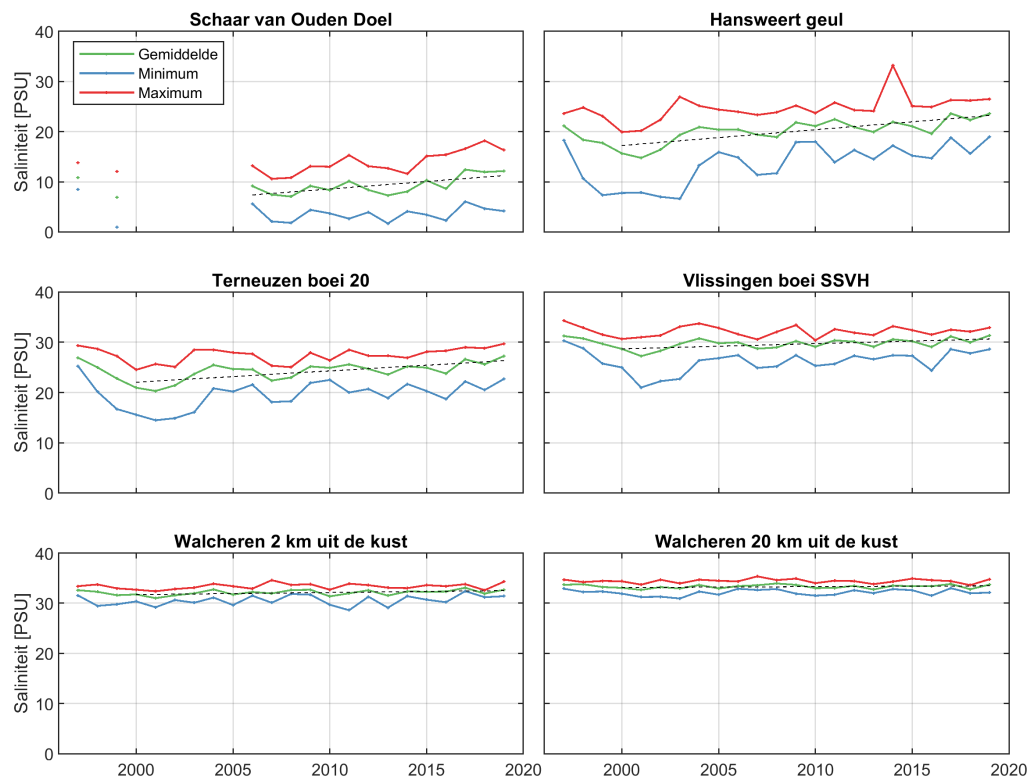 Schaar van Ouden Doel
Hansweert geul
Saliniteit [PSU]
40
30
20
10
0
Gemiddelde
Minimum
Maximum
Terneuzen boei 20
Vlissingen boei SSVH
Saliniteit [PSU]
40
30
20
10
0
Walcheren 2 km uit de kust
Walcheren 20 km uit de kust
Saliniteit [PSU]
40
30
20
10
0
2000 2005 2010 2015 2020
2000 2005 2010 2015 2020